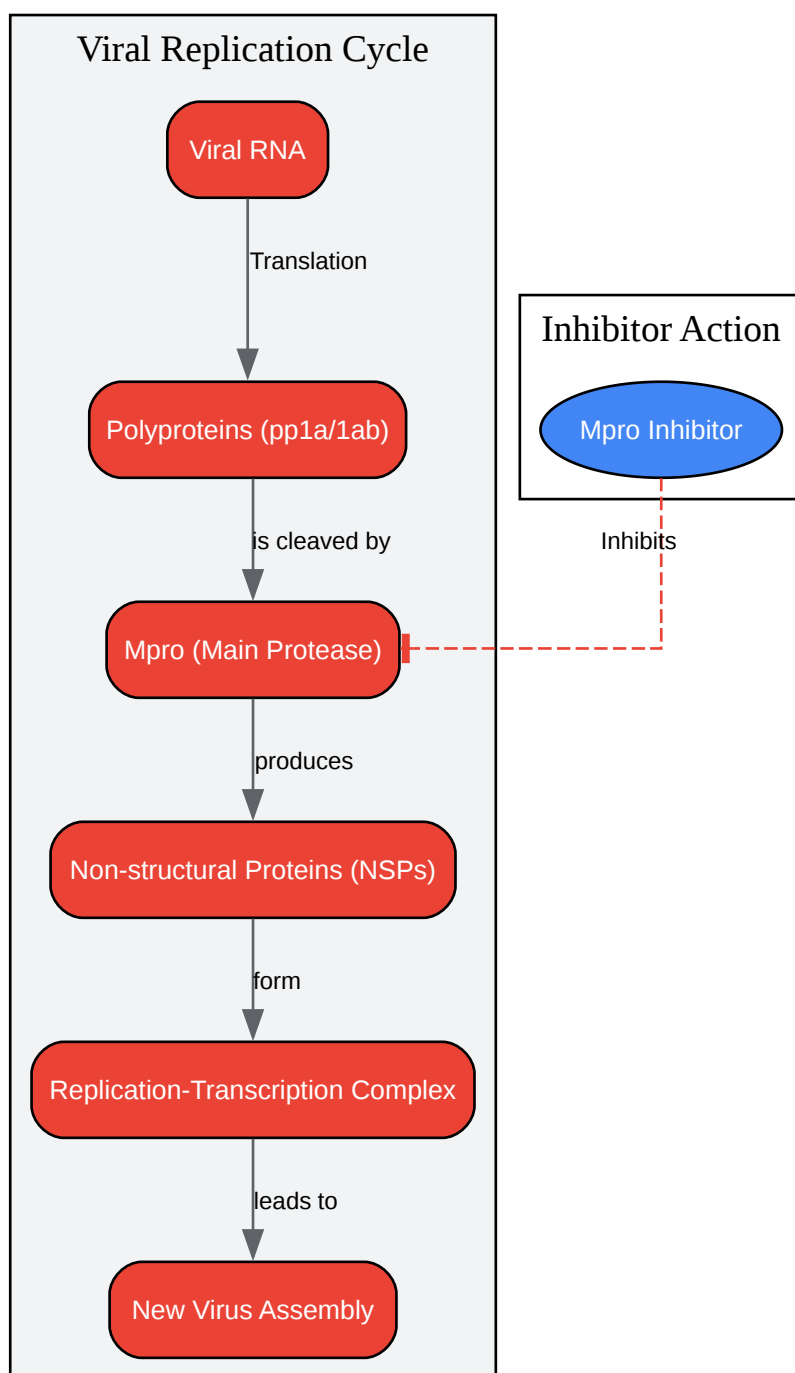 Viral Replication Cycle
Viral RNA
Translation
Inhibitor Action
Polyproteins (pp1a/1ab)
Mpro Inhibitor
is cleaved by
Inhibits
Mpro (Main Protease)
produces
Non-structural Proteins (NSPs)
form
Replication-Transcription Complex
leads to
New Virus Assembly